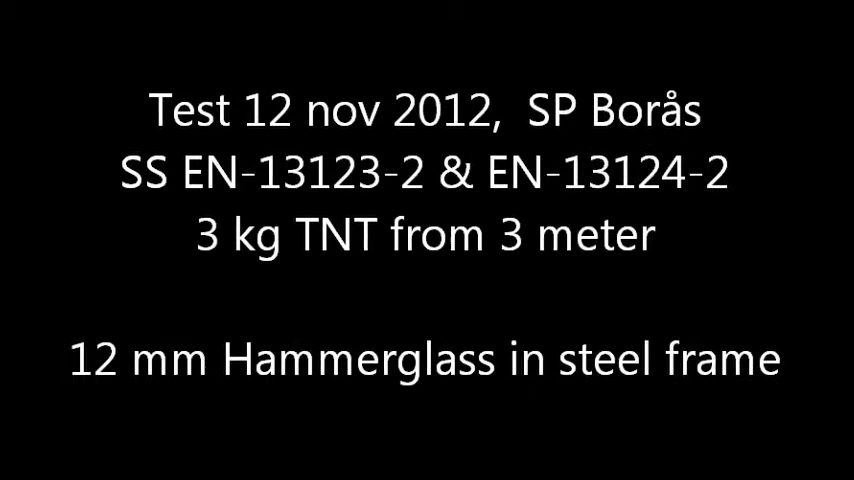 Test 12 nov 2012, SP Borås
SS EN-13123-2 & EN-13124-2
3 kg TNT from 3 meter
12 mm Hammerglass in steel frame